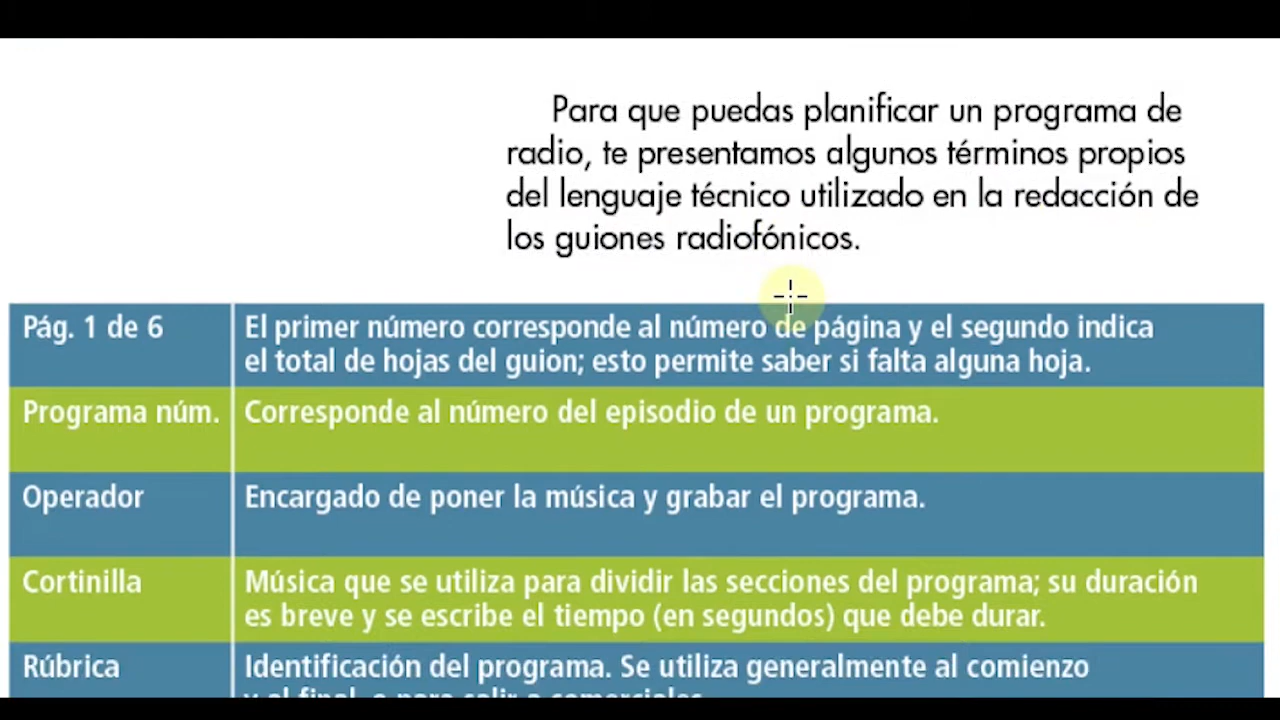 Para que puedas planificar un programa de
radio, te presentamos algunos términos propios
del lenguaje técnico utilizado en la redacción de
los guiones radiofónicos.
Pág. 1 de 6
El primer número corresponde al número de página y el segundo indica
el total de hojas del guion; esto permite saber si falta alguna hoja.
Programa núm.
Corresponde al número del episodio de un programa.
Operador
Encargado de poner la música y grabar el programa.
Cortinilla
Música que se utiliza para dividir las secciones del programa; su duración
es breve y se escribe el tiempo (en segundos) que debe durar.
Rúbrica
Identificación del programa. Se utiliza generalmente al comienzo
y al final, o para salir a comerciales.